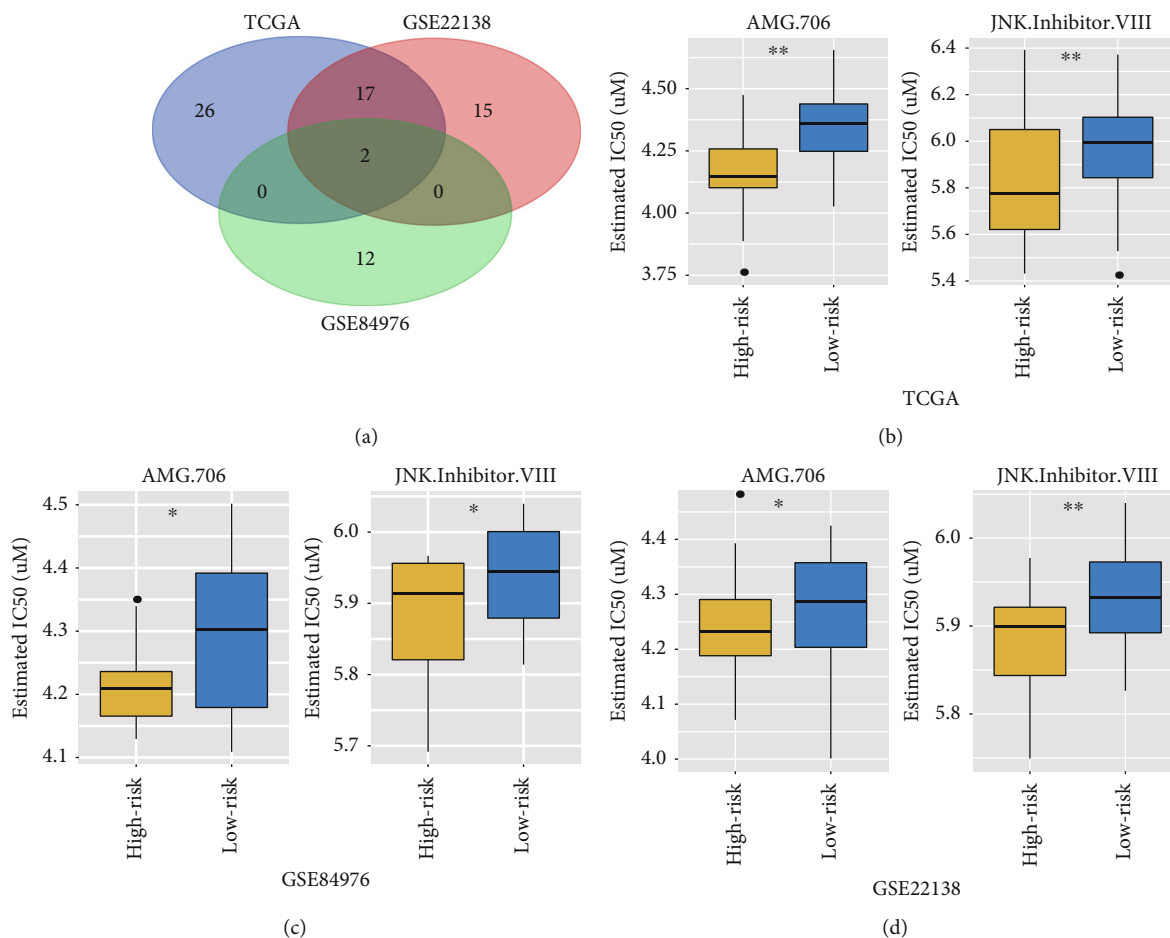 TCGA
GSE22138
26
17
15
2
0
0
12
GSE84976
(a)
AMG.706
JNK.Inhibitor.VIII
Estimated IC50 (uM)
4.50
4.25
4.00
3.75
**
High-risk
Low-risk
Estimated IC50 (uM)
6.4
6.2
6.0
5.8
5.6
5.4
**
High-risk
Low-risk
TCGA
(b)
AMG.706
JNK.Inhibitor.VIII
Estimated IC50 (uM)
4.5
4.4
4.3
4.2
4.1
*
High-risk
Low-risk
Estimated IC50 (uM)
6.0
5.9
5.8
5.7
*
High-risk
Low-risk
GSE84976
(c)
AMG.706
JNK.Inhibitor.VIII
Estimated IC50 (uM)
4.4
4.3
4.2
4.1
4.0
*
High-risk
Low-risk
Estimated IC50 (uM)
6.0
5.9
5.8
**
High-risk
Low-risk
GSE22138
(d)